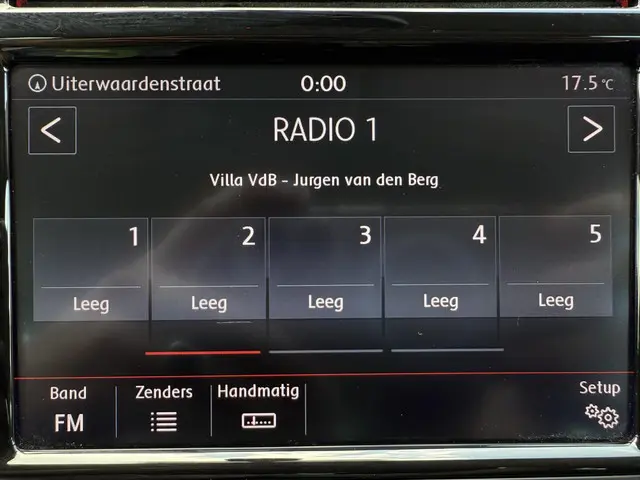 Uiterwaardenstraat 0:00 17.5 °C
< RADIO 1 >
Villa VdB - Jurgen van den Berg
1 2 3 4 5
Leeg Leeg Leeg Leeg Leeg
Band Zenders Handmatig Setup
FM